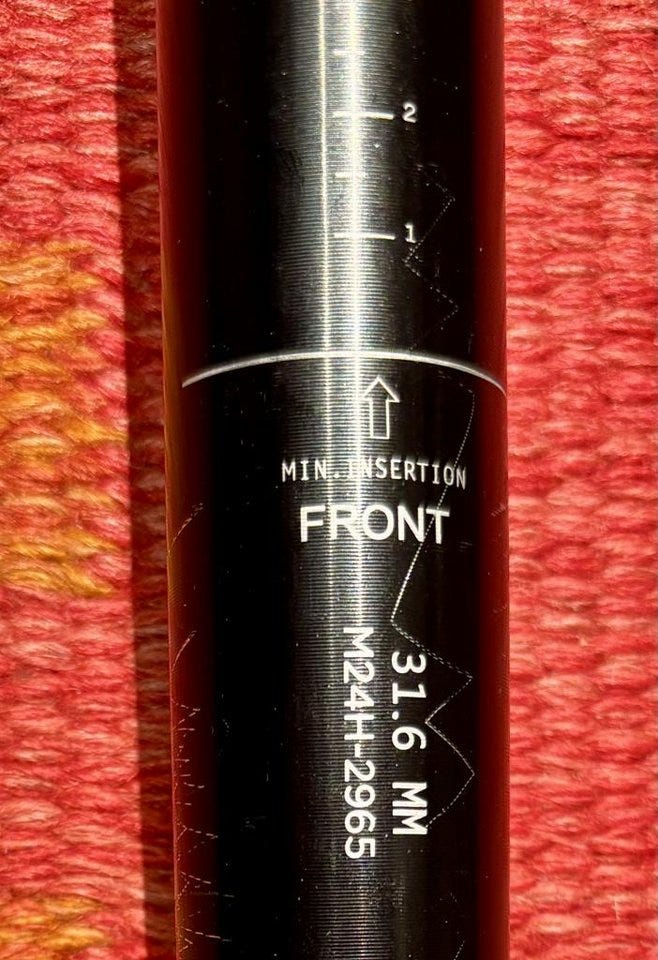 2
1
MIN.INSERTION
FRONT
31.6 MM
M24H-2965